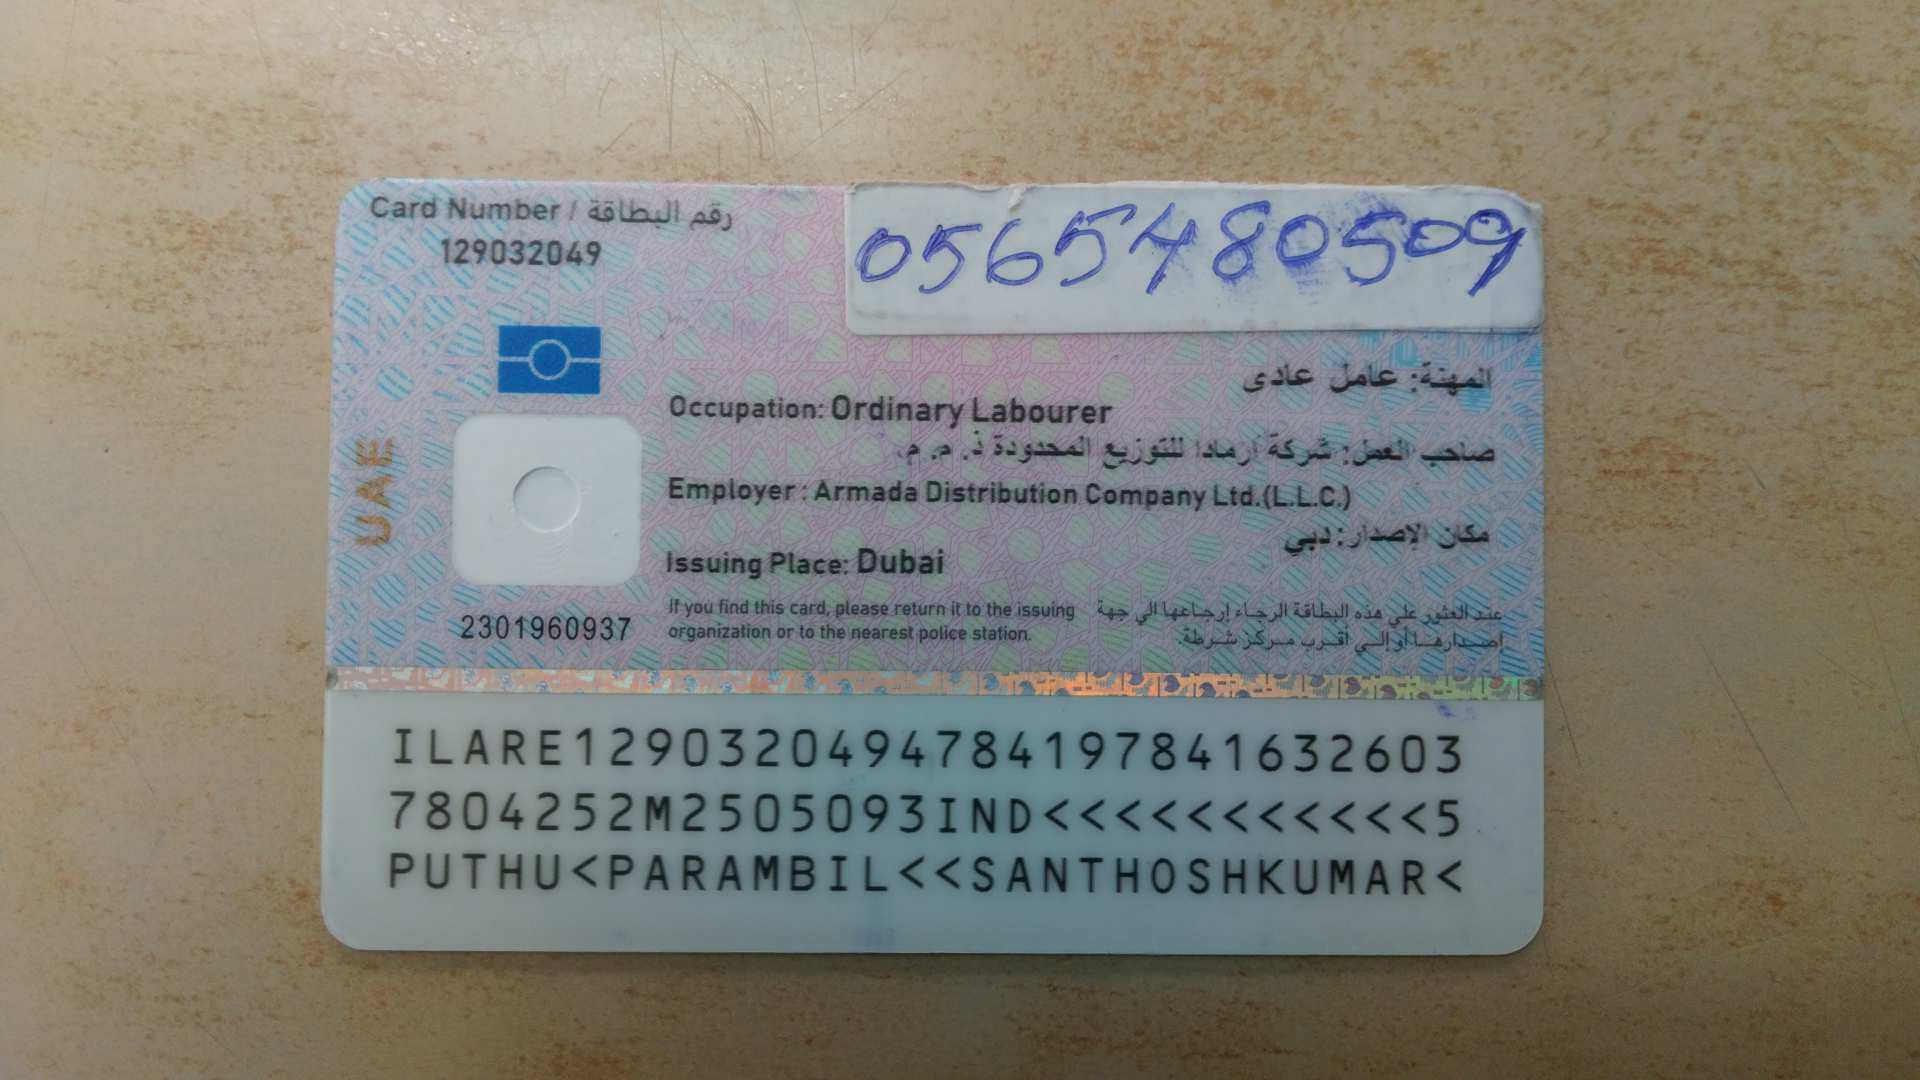 Card Number / رقم البطاقة
129032049
0565480509
المهنة: عامل عادى
Occupation: Ordinary Labourer
صاحب العمل: شركة ارمادا للتوزيع المحدودة ذ. م. م.
Employer : Armada Distribution Company Ltd.(L.L.C.)
مكان الإصدار: دبي
Issuing Place: Dubai
UAE
2301960937
If you find this card, please return it to the issuing
organization or to the nearest police station.
عند العثور علي هذه البطاقة الرجاء إرجاعها الي جهة
إصدارها أو إلي أقرب مركز شرطة.
ILARE1290320494784197841632603
7804252M2505093IND<<<<<<<<<<<5
PUTHU<PARAMBIL<<SANTHOSHKUMAR<